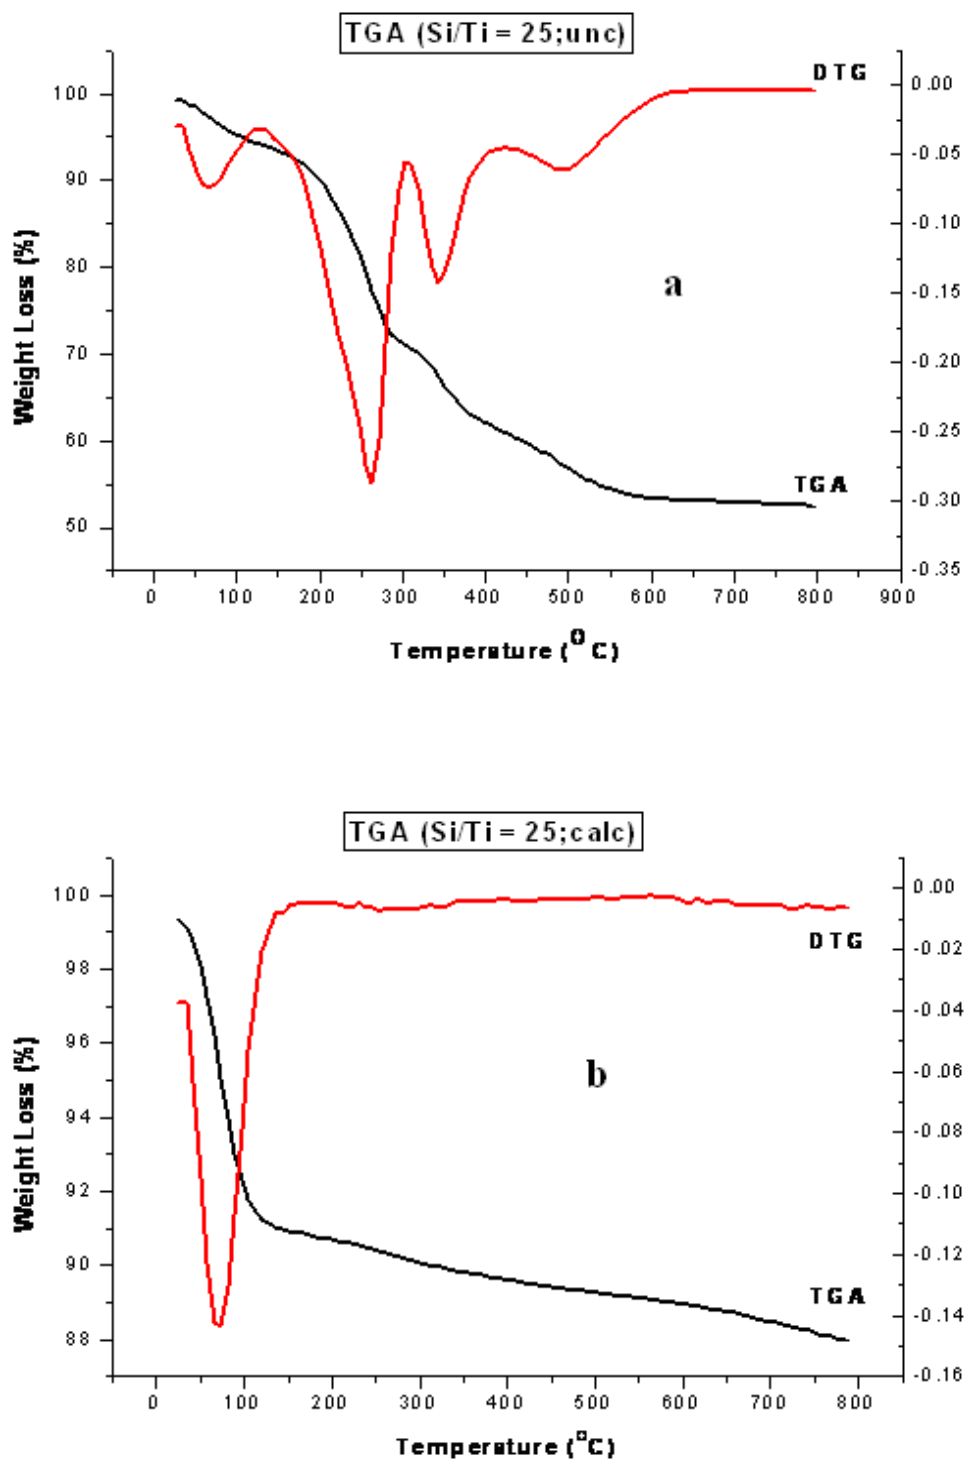 TGA (Si/Ti = 25;unc)
DTG
100
90
80
70
60
50
0.00
-0.05
-0.10
-0.15
-0.20
-0.25
-0.30
-0.35
a
TGA
Weight Loss (%)
0 100 200 300 400 500 600 700 800 900
Temperature (°C)
TGA (Si/Ti = 25;calc)
100
98
96
94
92
90
88
0.00
-0.02
-0.04
-0.06
-0.08
-0.10
-0.12
-0.14
-0.16
DTG
b
TGA
Weight Loss (%)
0 100 200 300 400 500 600 700 800
Temperature (°C)